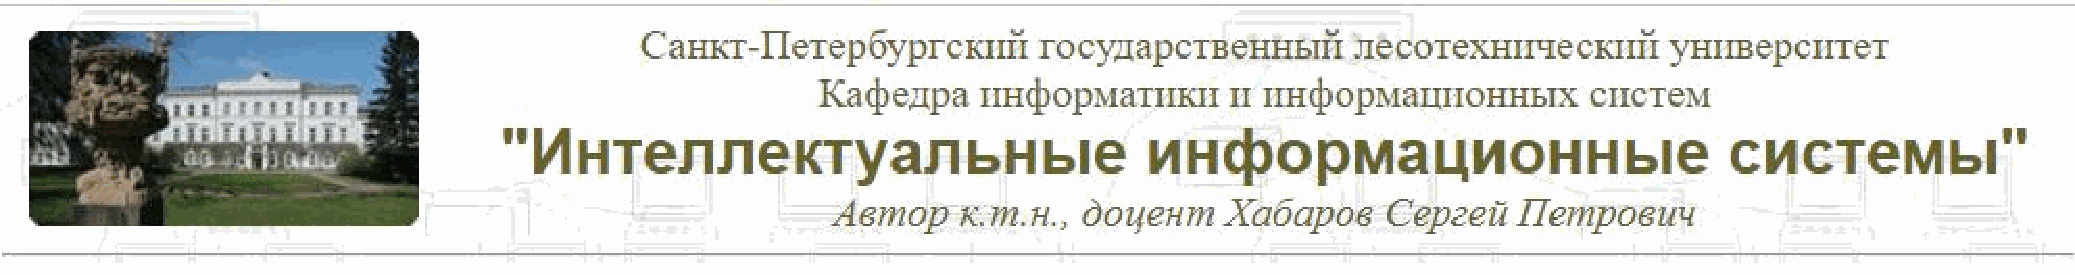 Санкт-Петербургский государственный лесотехнический университет
Кафедра информатики и информационных систем
"Интеллектуальные информационные системы"
Автор к.т.н., доцент Хабаров Сергей Петрович